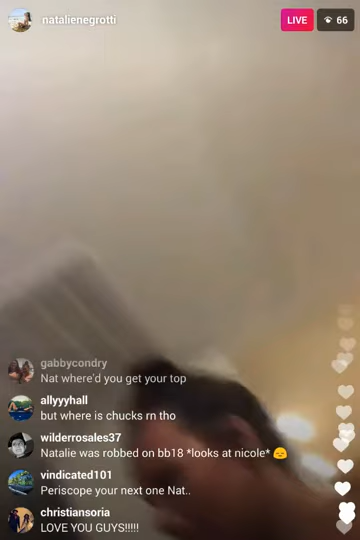 natalienegrotti
LIVE 66
gabbycondry
Nat where'd you get your top
allyyyhall
but where is chucks rn tho
wilderrosales37
Natalie was robbed on bb18 *looks at nicole* 😑
vindicated101
Periscope your next one Nat..
christiansoria
LOVE YOU GUYS!!!!!